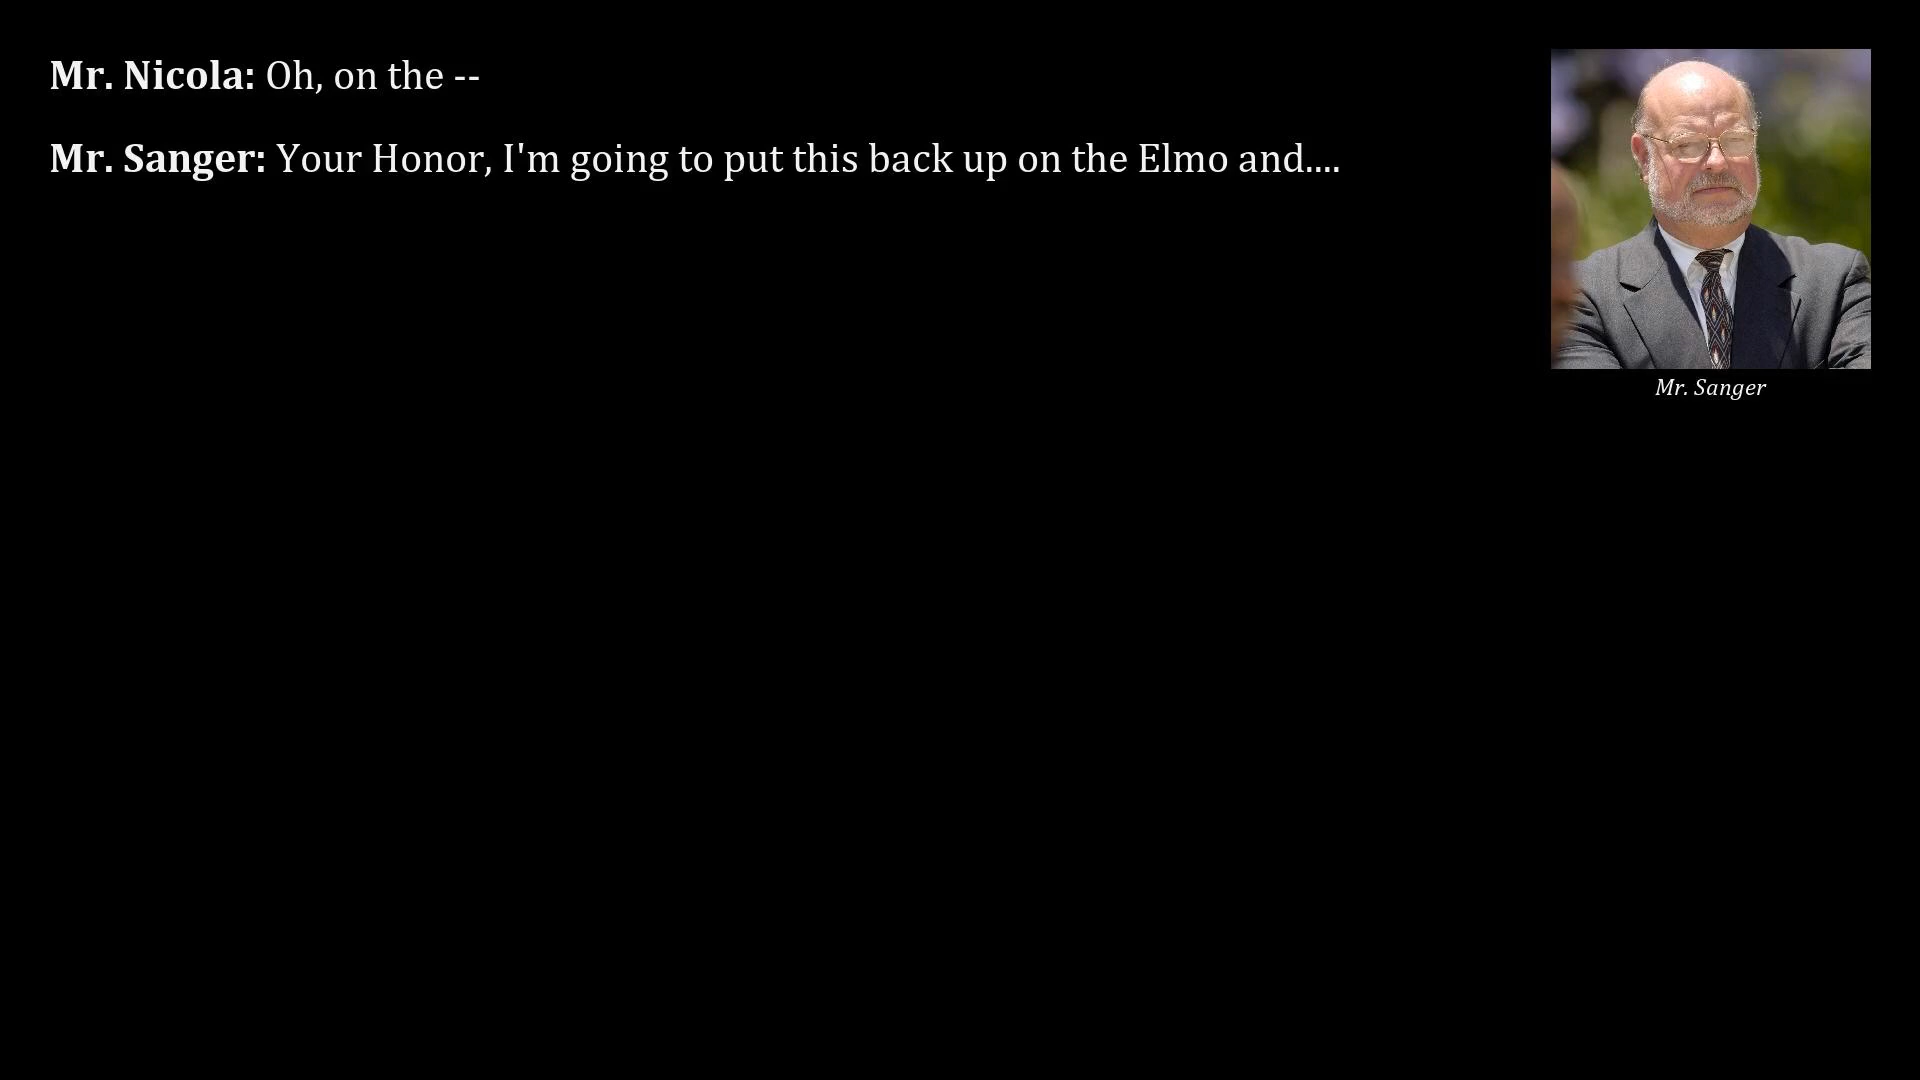 Mr. Nicola: Oh, on the --
Mr. Sanger: Your Honor, I'm going to put this back up on the Elmo and....
Mr. Sanger